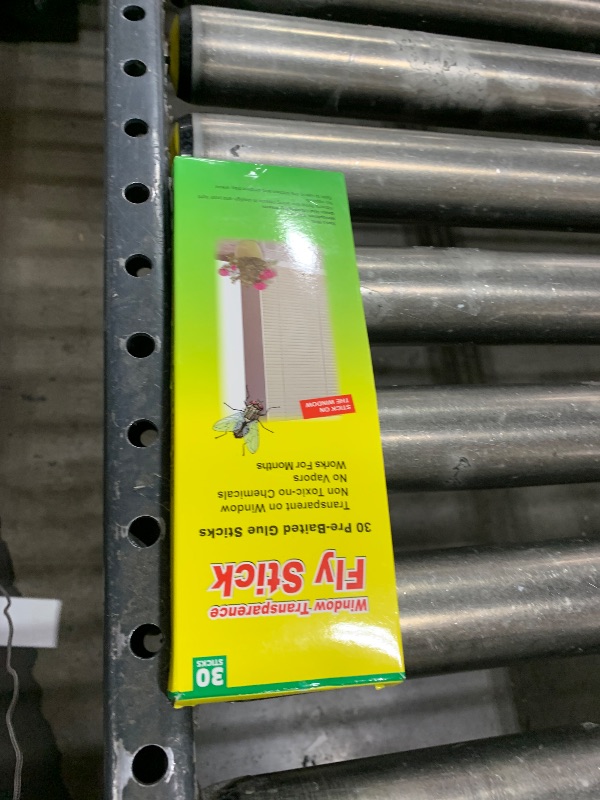 30
STICKS
Window-Transparence
Fly Stick
30 Pre-Baited Glue Sticks
Transparent on Window
Non Toxic-no Chemicals
No Vapors
Works For Months
STICK ON
THE WINDOW